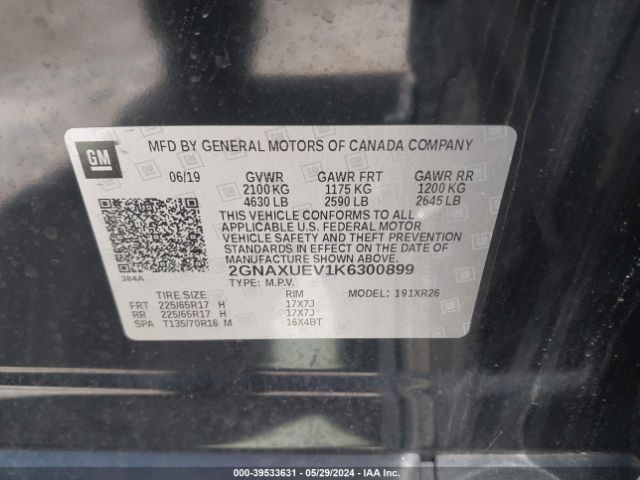 GM
MFD BY GENERAL MOTORS OF CANADA COMPANY
06/19 GVWR GAWR FRT GAWR RR
2100 KG 1175 KG 1200 KG
4630 LB 2590 LB 2645 LB
THIS VEHICLE CONFORMS TO ALL
APPLICABLE U.S. FEDERAL MOTOR
VEHICLE SAFETY AND THEFT PREVENTION
STANDARDS IN EFFECT ON THE DATE OF
MANUFACTURE SHOWN ABOVE.
2GNAXUEV1K6300899
384A TYPE: M.P.V. MODEL: 191XR26
TIRE SIZE RIM
FRT 225/65R17 H 17X7J
RR 225/65R17 H 17X7J
SPA T135/70R16 M 16X4BT
000-39533631 - 05/29/2024 - IAA Inc.